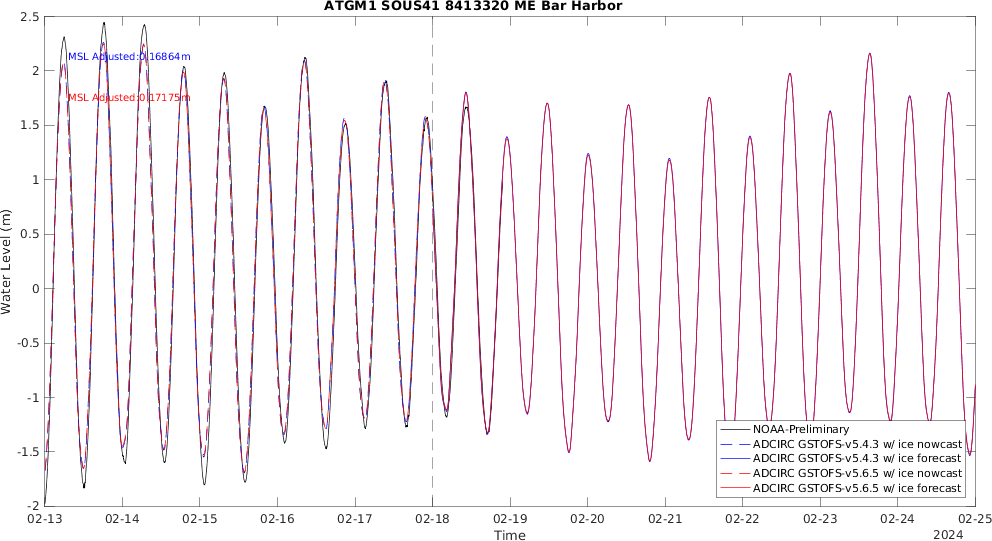 ATGM1 SOUS41 8413320 ME Bar Harbor
2.5
2
1.5
1
0.5
0
-0.5
-1
-1.5
-2
Water Level (m)
MSL Adjusted:0.16864m
MSL Adjusted:0.17175m
NOAA-Preliminary
ADCIRC GSTOFS-v5.4.3 w/ ice nowcast
ADCIRC GSTOFS-v5.4.3 w/ ice forecast
ADCIRC GSTOFS-v5.6.5 w/ ice nowcast
ADCIRC GSTOFS-v5.6.5 w/ ice forecast
02-13 02-14 02-15 02-16 02-17 02-18 02-19 02-20 02-21 02-22 02-23 02-24 02-25
Time
2024